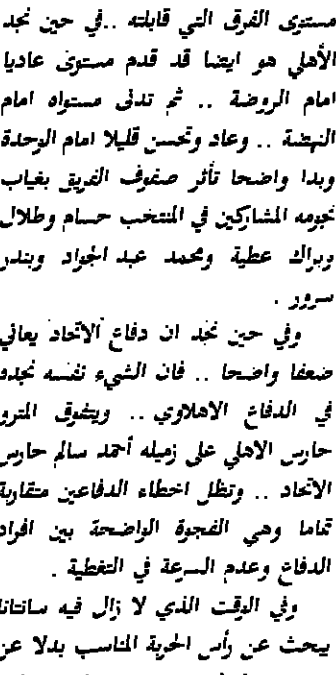 مستوى الفرق التي قابلته ..في حين نجد
الأهلي هو ايضا قد قدم مستوى عاديا
امام الروضة .. ثم تدنى مستواه امام
النهضة .. وعاد وتحسن قليلا امام الوحدة
وبدا واضحا تأثر صفوف الفريق بغياب
نجومه المشاركين في المنتخب حسام وطلال
وبراك عطية ومحمد عبد الجواد وبندر
سرور .
وفي حين نجد ان دفاع الاتحاد يعاني
ضعفا واضحا .. فان الشيء نفسه نجده
في الدفاع الاهلاوي .. ويتفوق المترو
حارس الاهلي على زميله أحمد سالم حارس
الاتحاد .. وتظل اخطاء الدفاعين متقاربة
تماما وهي الفجوة الواضحة بين افراد
الدفاع وعدم السرعة في التغطية .
وفي الوقت الذي لا زال فيه سانتانا
يبحث عن رأس الحربة المناسب بدلا عن